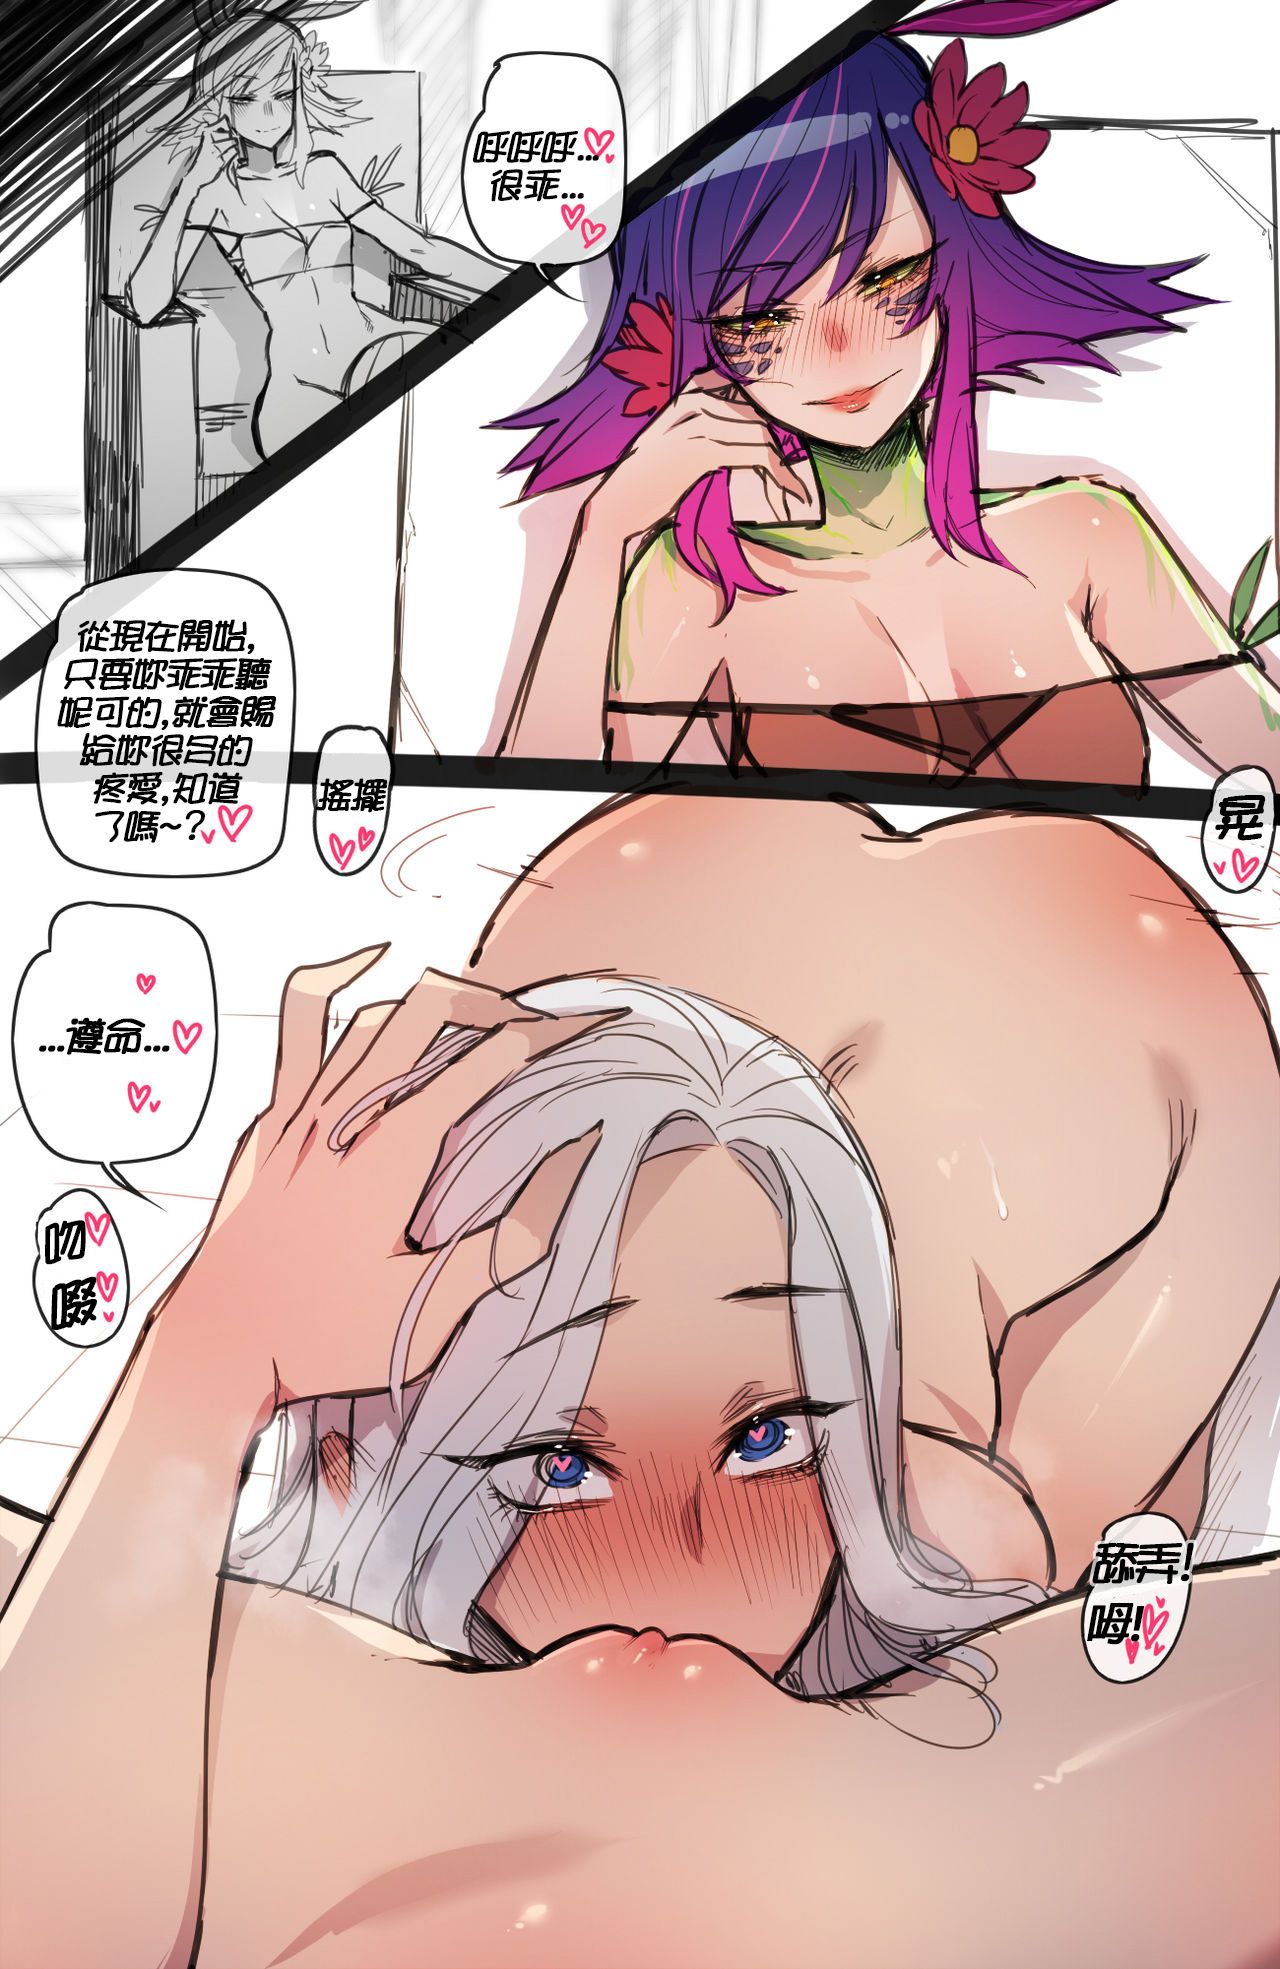 呼呼呼...
很乖...
從現在開始,
只要妳乖乖聽
妮可的,就會賜
給妳很多的
疼愛,知道
了嗎~?
搖擺
晃
...遵命...
吻
啜
舔弄!
呣!